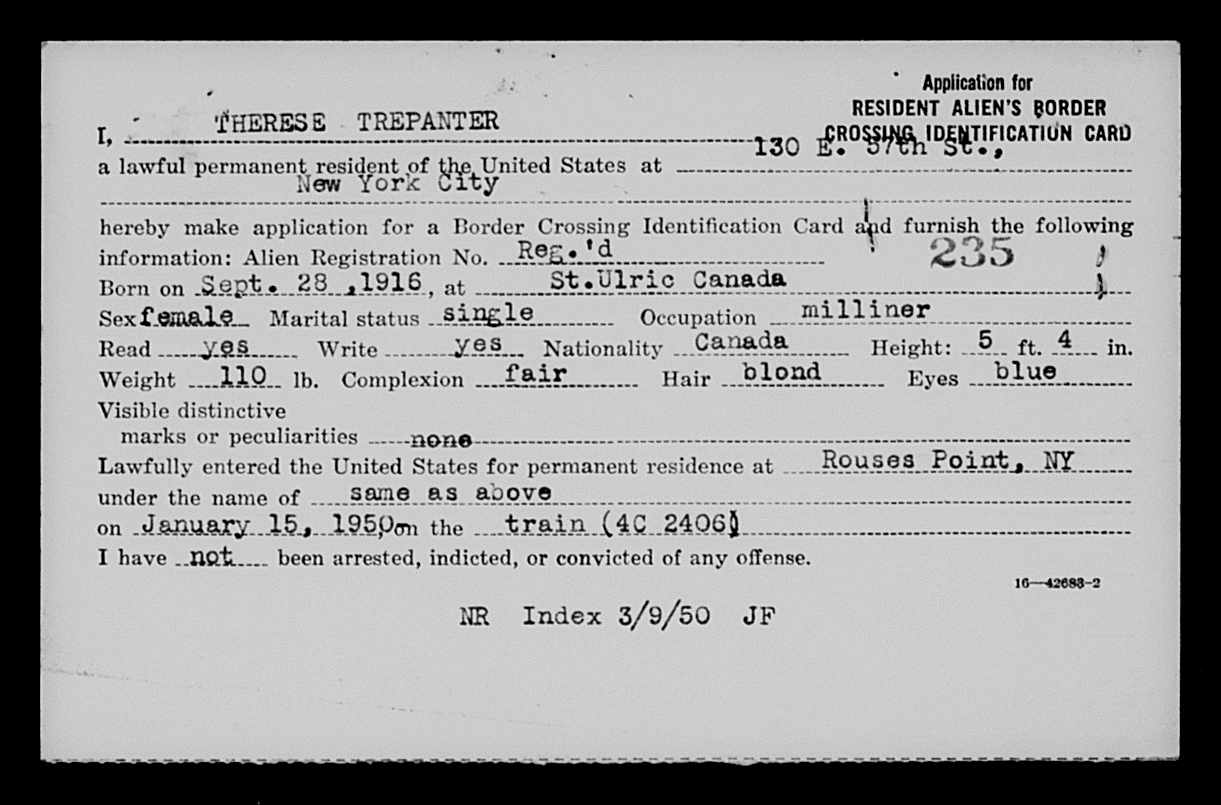 Application for
RESIDENT ALIEN'S BORDER
CROSSING IDENTIFICATION CARD
I, THERESE TREPANTER
a lawful permanent resident of the United States at 130 E. 57th St.,
New York City
hereby make application for a Border Crossing Identification Card and furnish the following
information: Alien Registration No. Reg.'d 235
Born on Sept. 28 ,1916, at St.Ulric Canada
Sex female Marital status single Occupation milliner
Read yes Write yes Nationality Canada Height: 5 ft. 4 in.
Weight 110 lb. Complexion fair Hair blond Eyes blue
Visible distinctive
marks or peculiarities none
Lawfully entered the United States for permanent residence at Rouses Point, NY
under the name of same as above
on January 15, 1950, on the train (4C 2406)
I have not been arrested, indicted, or convicted of any offense.
16—42683-2
NR Index 3/9/50 JF